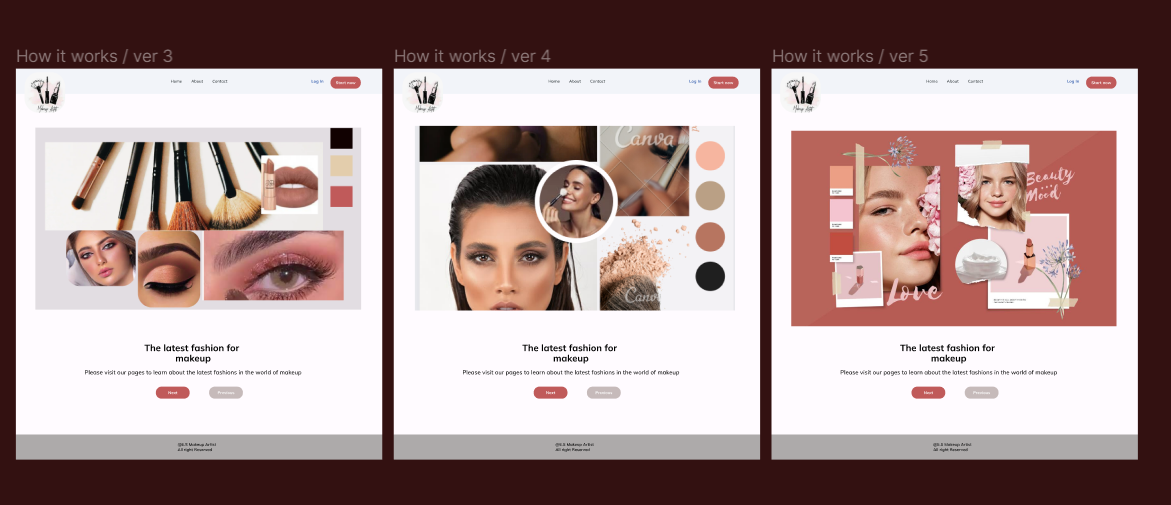 How it works / ver 3
How it works / ver 4
How it works / ver 5
Makeup Artist
Home About Contact
Log In
Start now
The latest fashion for
makeup
Please visit our pages to learn about the latest fashions in the world of makeup
Next
Previous
All right Reserved
Makeup Artist
Home About Contact
Log In
Start now
Canva
Canva
The latest fashion for
makeup
Please visit our pages to learn about the latest fashions in the world of makeup
Next
Previous
All right Reserved
Makeup Artist
Home About Contact
Log In
Start now
Beauty
Mood
Love
The latest fashion for
makeup
Please visit our pages to learn about the latest fashions in the world of makeup
Next
Previous
All right Reserved